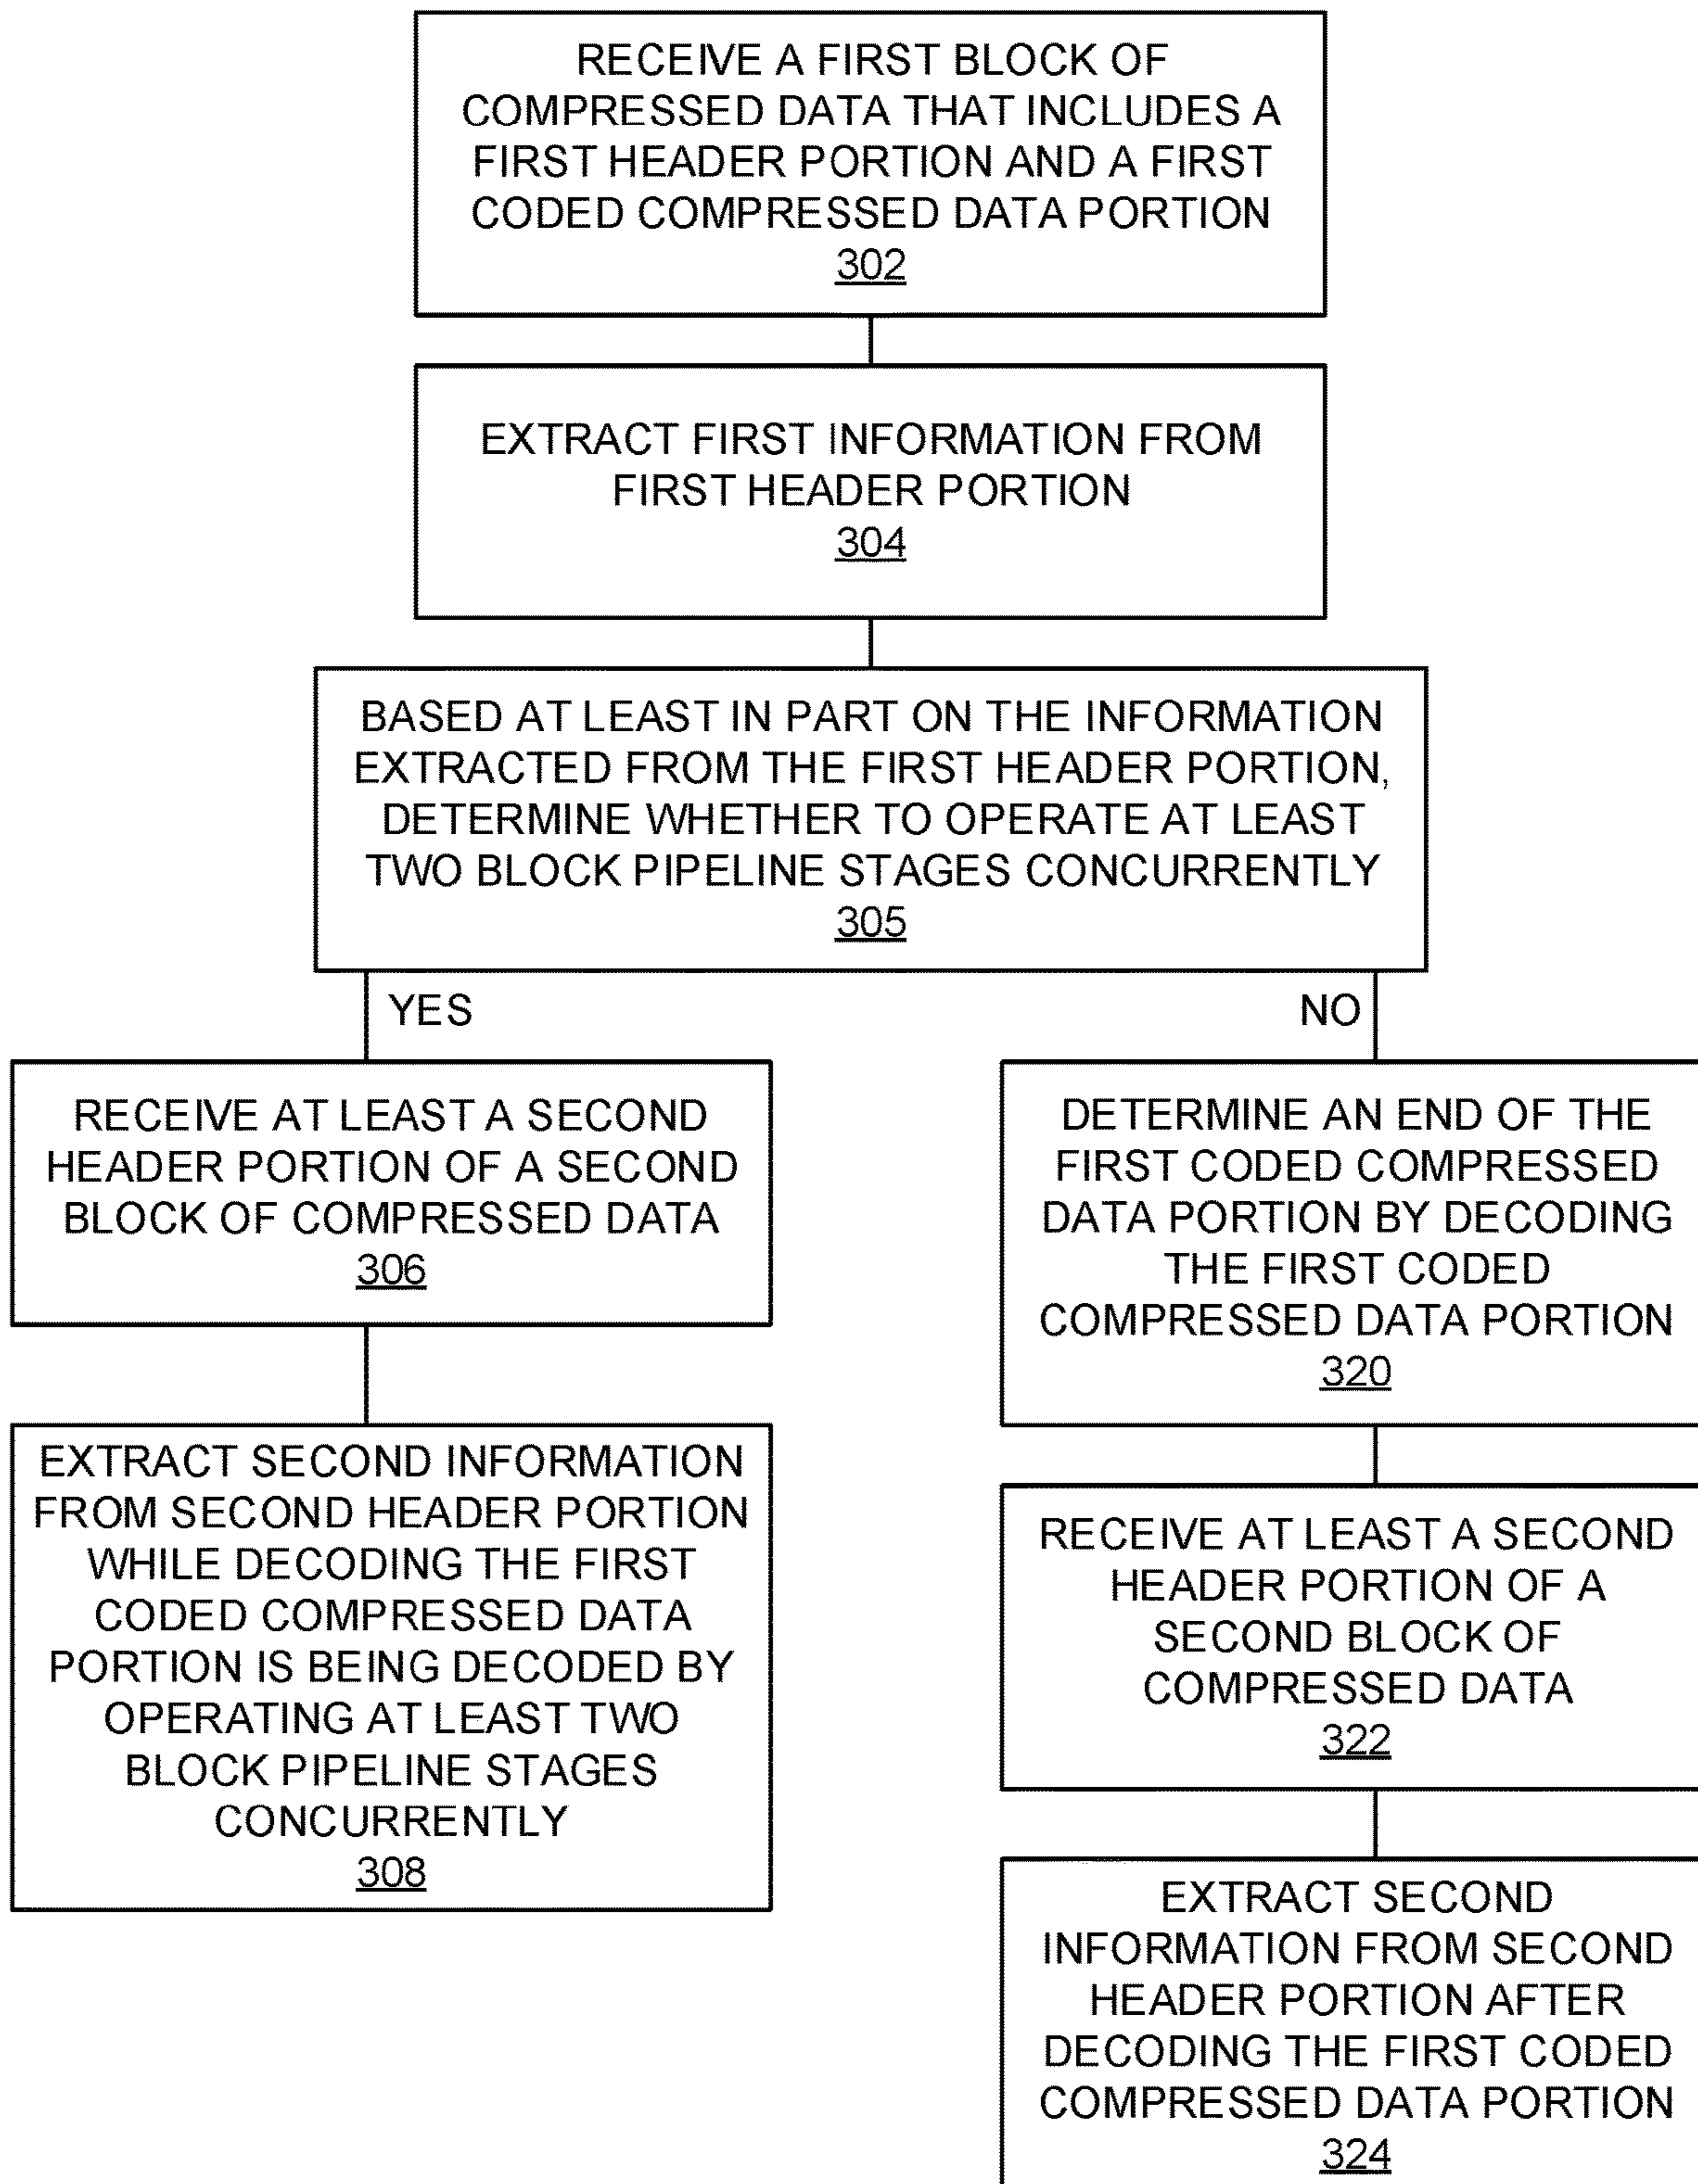 RECEIVE A FIRST BLOCK OF
COMPRESSED DATA THAT INCLUDES A
FIRST HEADER PORTION AND A FIRST
CODED COMPRESSED DATA PORTION
302
EXTRACT FIRST INFORMATION FROM
FIRST HEADER PORTION
304
BASED AT LEAST IN PART ON THE INFORMATION
EXTRACTED FROM THE FIRST HEADER PORTION,
DETERMINE WHETHER TO OPERATE AT LEAST
TWO BLOCK PIPELINE STAGES CONCURRENTLY
305
YES
NO
RECEIVE AT LEAST A SECOND
HEADER PORTION OF A SECOND
BLOCK OF COMPRESSED DATA
306
EXTRACT SECOND INFORMATION
FROM SECOND HEADER PORTION
WHILE DECODING THE FIRST
CODED COMPRESSED DATA
PORTION IS BEING DECODED BY
OPERATING AT LEAST TWO
BLOCK PIPELINE STAGES
CONCURRENTLY
308
DETERMINE AN END OF THE
FIRST CODED COMPRESSED
DATA PORTION BY DECODING
THE FIRST CODED
COMPRESSED DATA PORTION
320
RECEIVE AT LEAST A SECOND
HEADER PORTION OF A
SECOND BLOCK OF
COMPRESSED DATA
322
EXTRACT SECOND
INFORMATION FROM SECOND
HEADER PORTION AFTER
DECODING THE FIRST CODED
COMPRESSED DATA PORTION
324